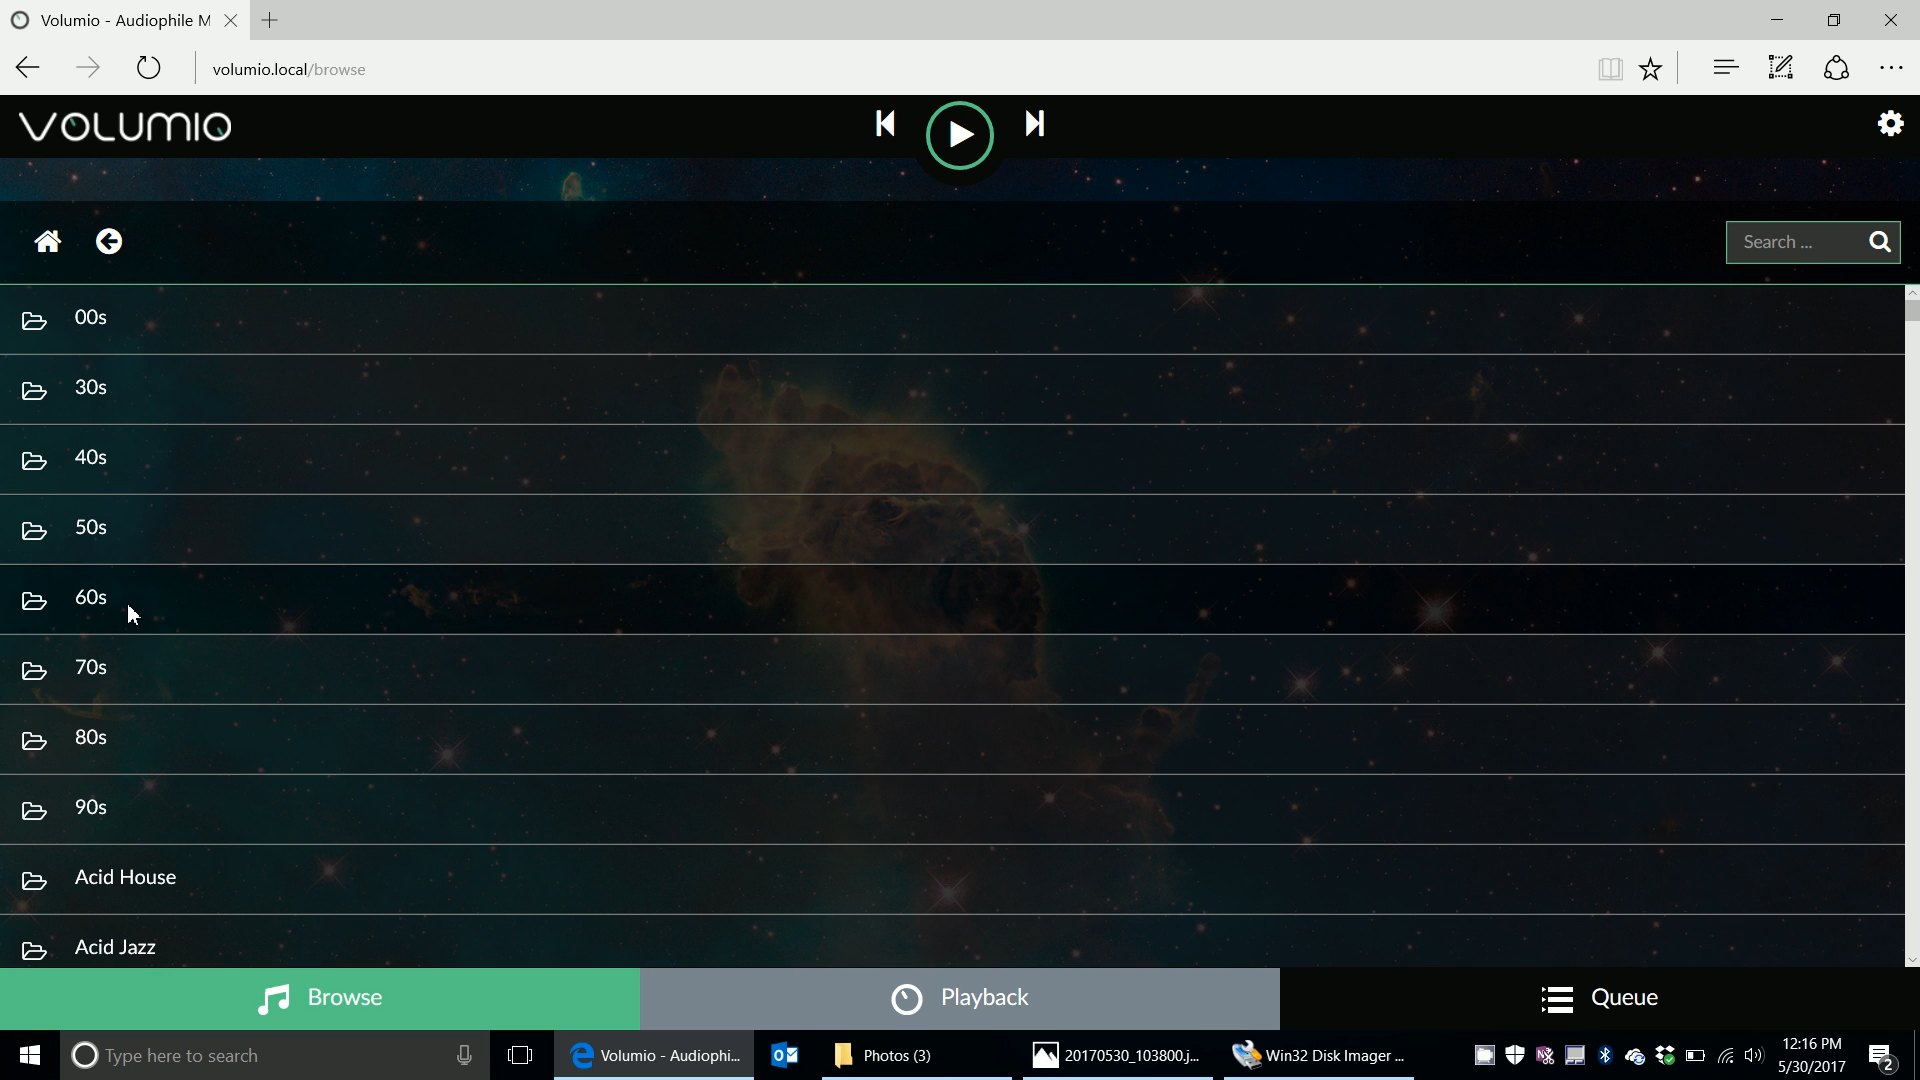 Volumio - Audiophile M
volumio.local/browse
VOLUMIO
Search ...
00s
30s
40s
50s
60s
70s
80s
90s
Acid House
Acid Jazz
Browse
Playback
Queue
Type here to search
Volumio - Audiophi...
Photos (3)
20170530_103800.j...
Win32 Disk Imager ...
12:16 PM
5/30/2017
2